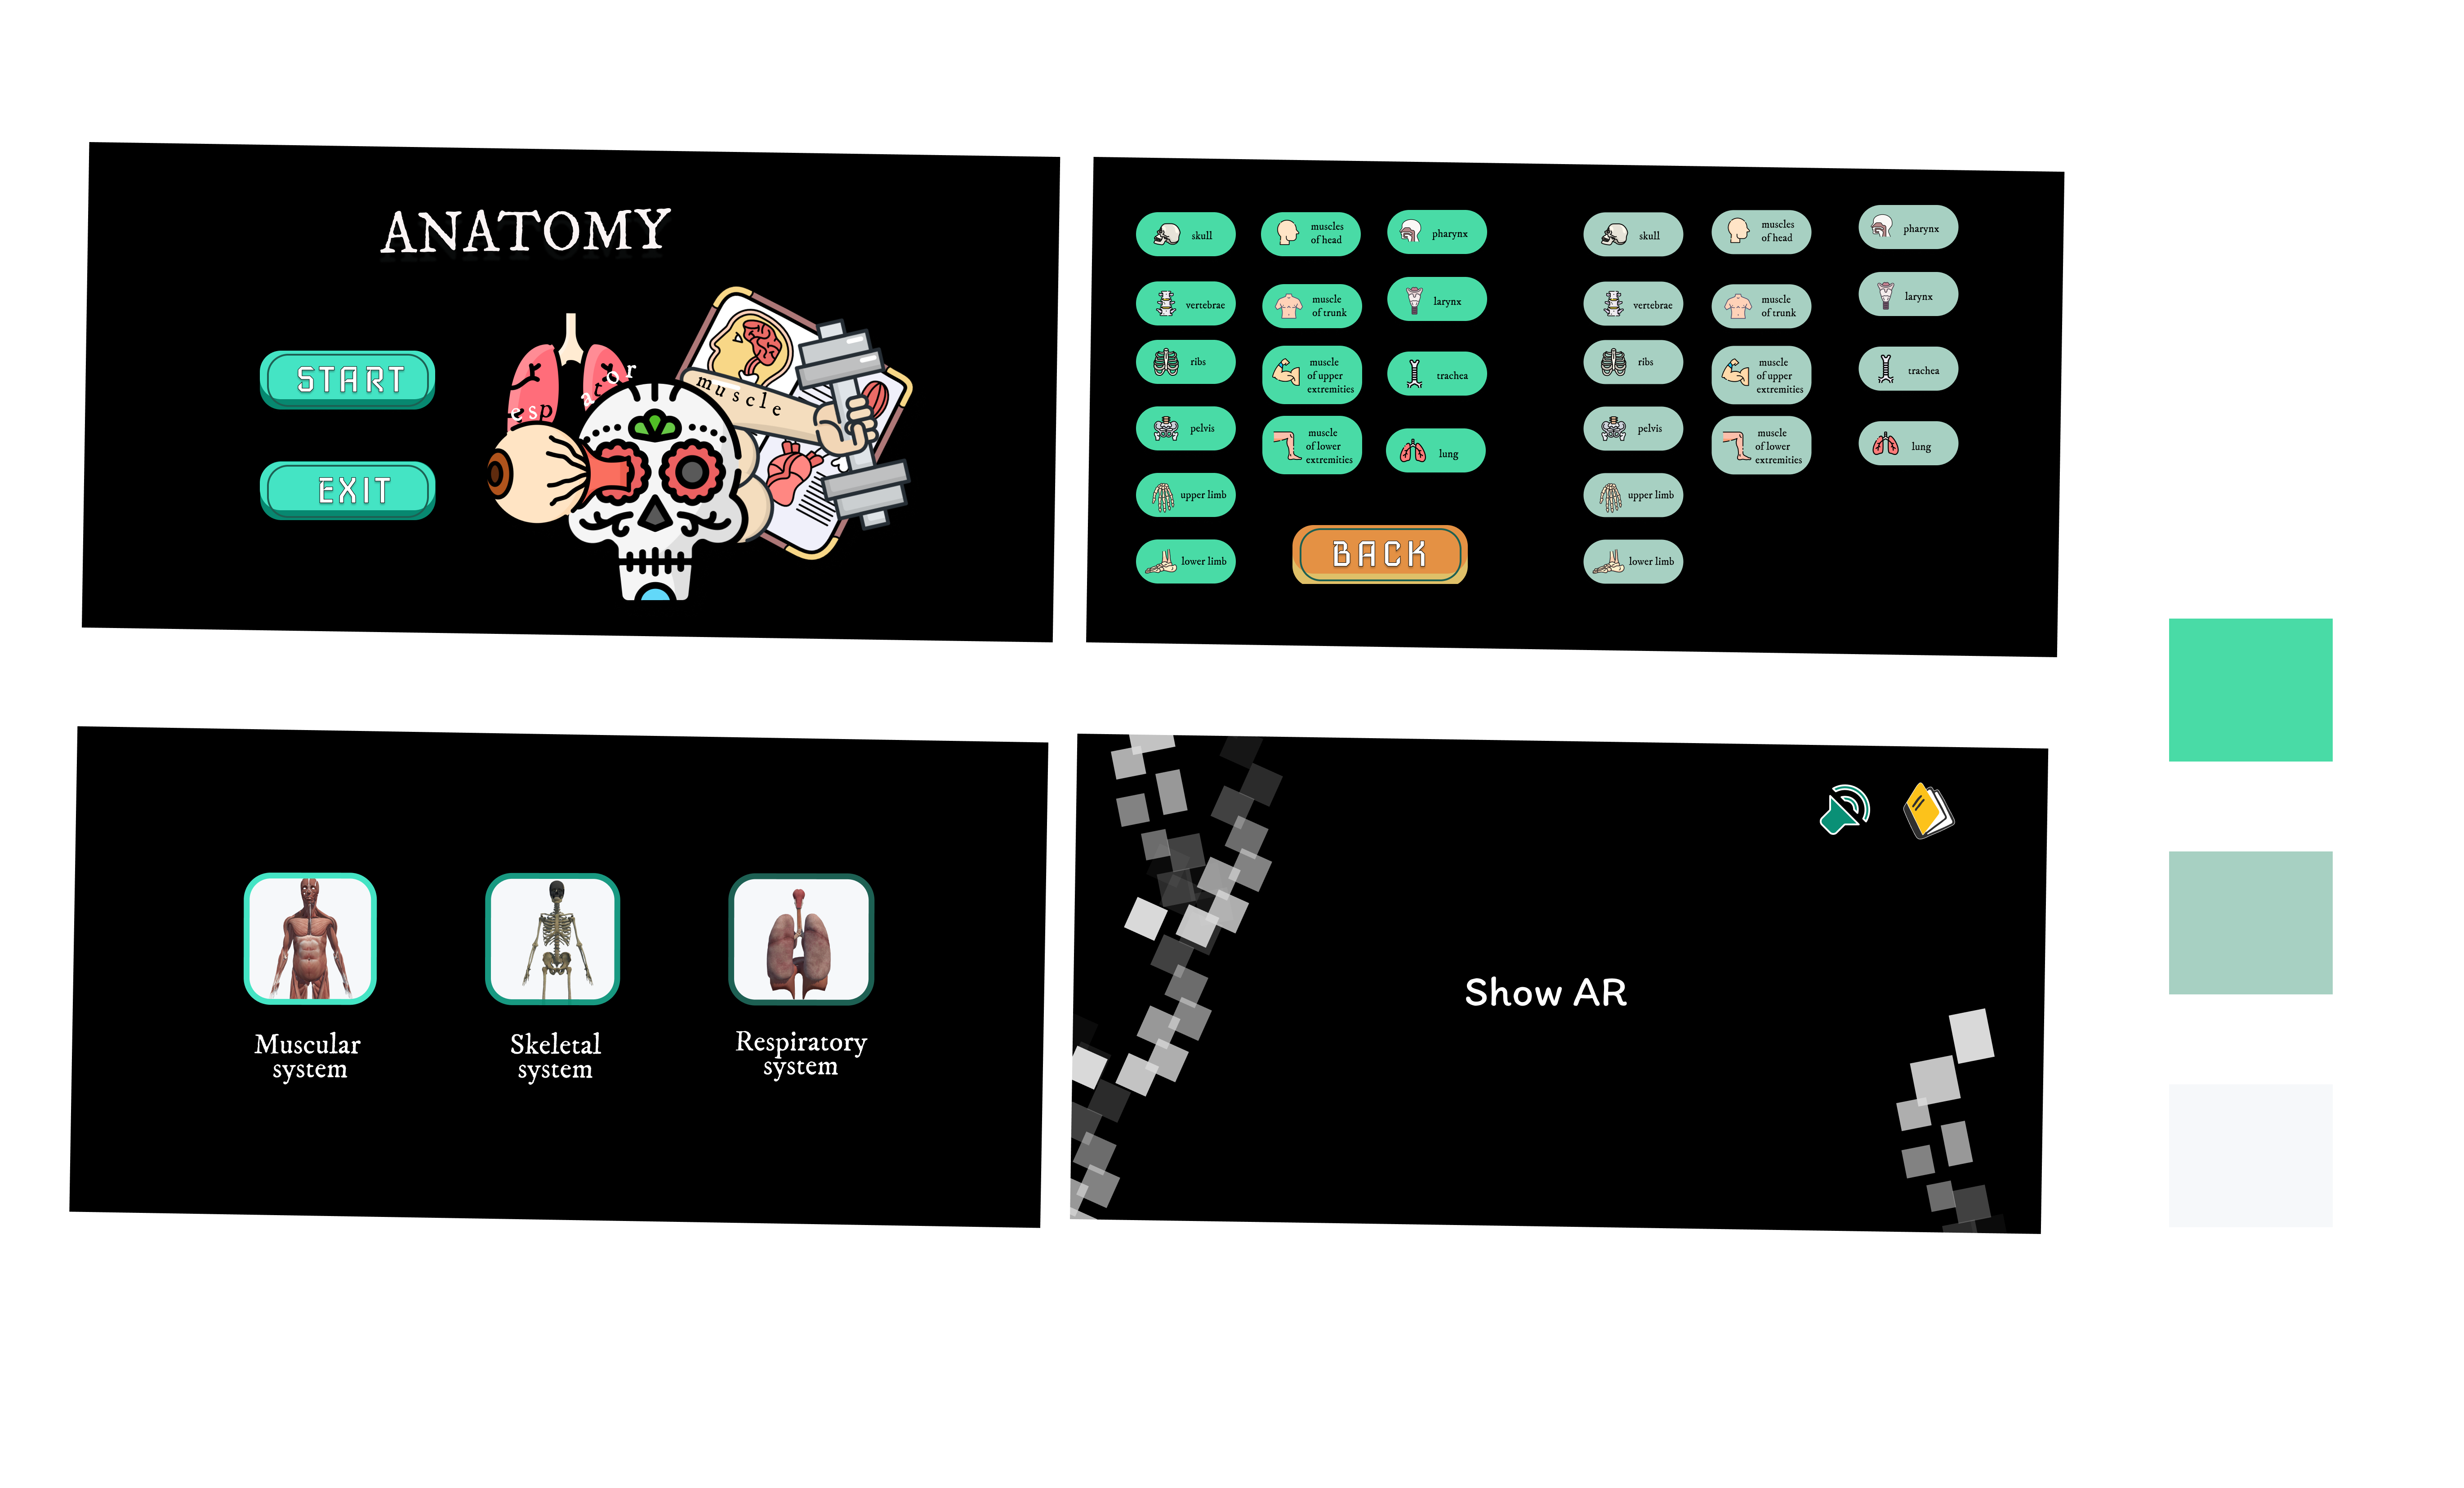 ANATOMY
START
EXIT
muscle
skull
muscles
of head
pharynx
vertebrae
muscle
of trunk
larynx
ribs
muscle
of upper
extremities
trachea
pelvis
muscle
of lower
extremities
lung
upper limb
lower limb
BACK
skull
muscles
of head
pharynx
vertebrae
muscle
of trunk
larynx
ribs
muscle
of upper
extremities
trachea
pelvis
muscle
of lower
extremities
lung
upper limb
lower limb
Muscular
system
Skeletal
system
Respiratory
system
Show AR